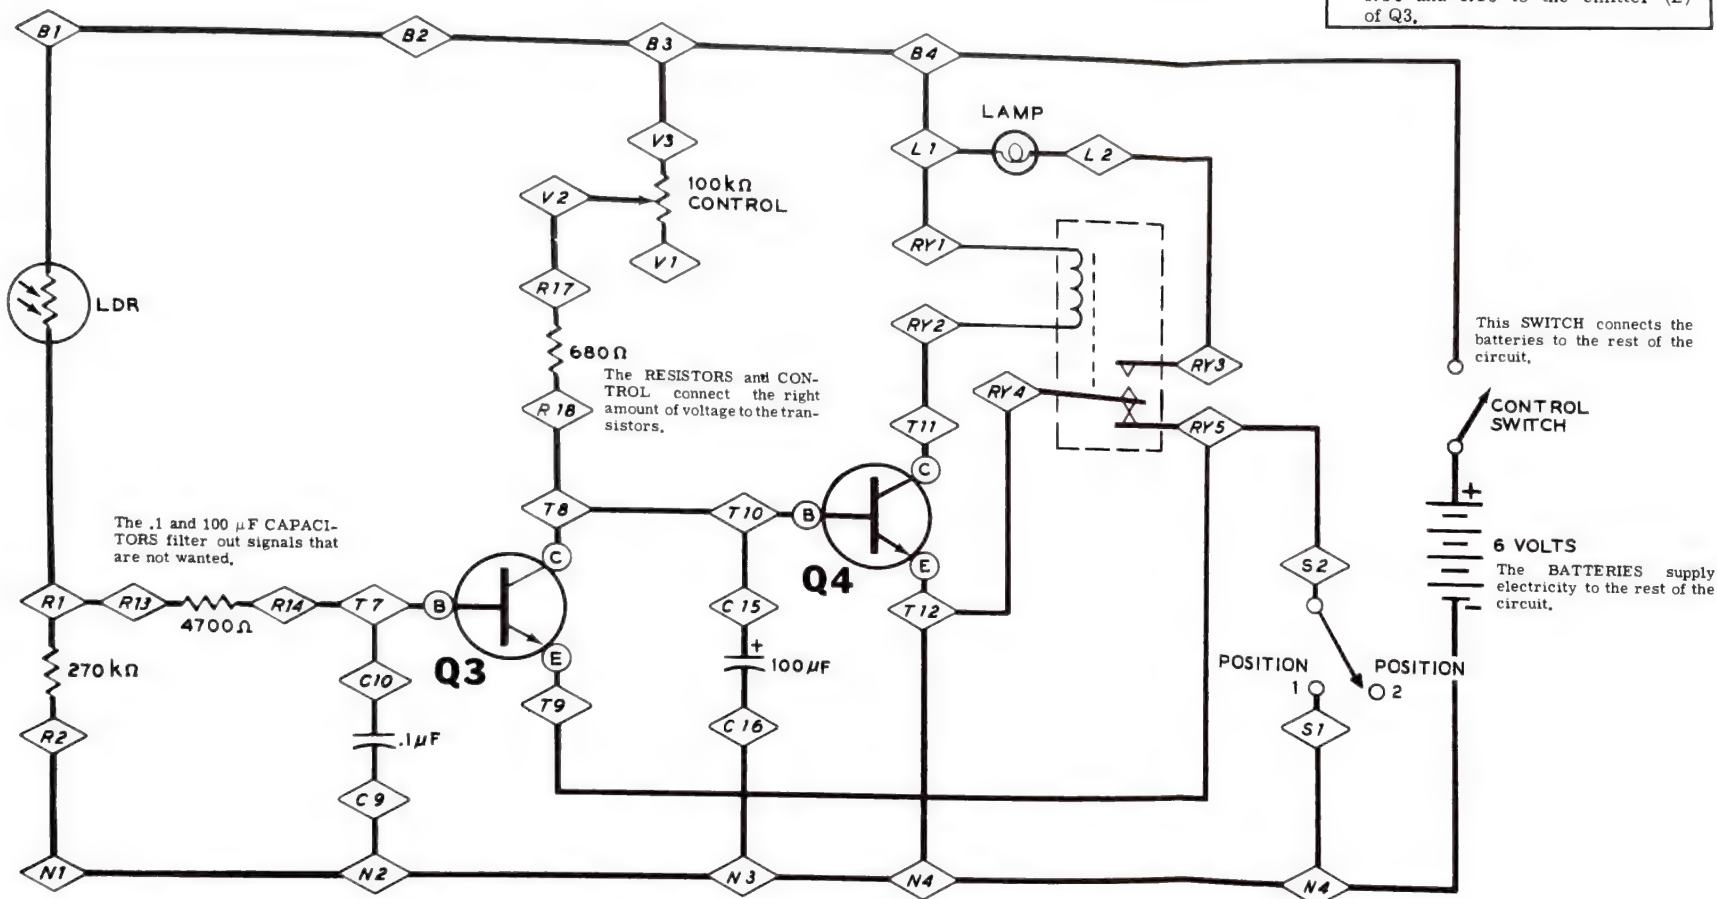 of Q3.
B1
B2
B3
B4
LAMP
V3
L1
L2
V2
100kΩ
CONTROL
RY1
V1
R17
LDR
RY2
This SWITCH connects the
batteries to the rest of the
circuit.
680Ω
RY3
The RESISTORS and CON-
TROL connect the right
amount of voltage to the tran-
sistors.
RY4
R18
T11
RY5
CONTROL
SWITCH
C
+
T8
T10
B
The .1 and 100 µF CAPACI-
TORS filter out signals that
are not wanted.
6 VOLTS
The BATTERIES supply
electricity to the rest of the
circuit.
C
E
S2
Q4
R1
R13
R14
T7
B
C15
T12
4700Ω
+
E
100µF
Q3
270kΩ
C10
POSITION
1
POSITION
2
T9
C16
S1
R2
.1µF
C9
N1
N2
N3
N4
N4